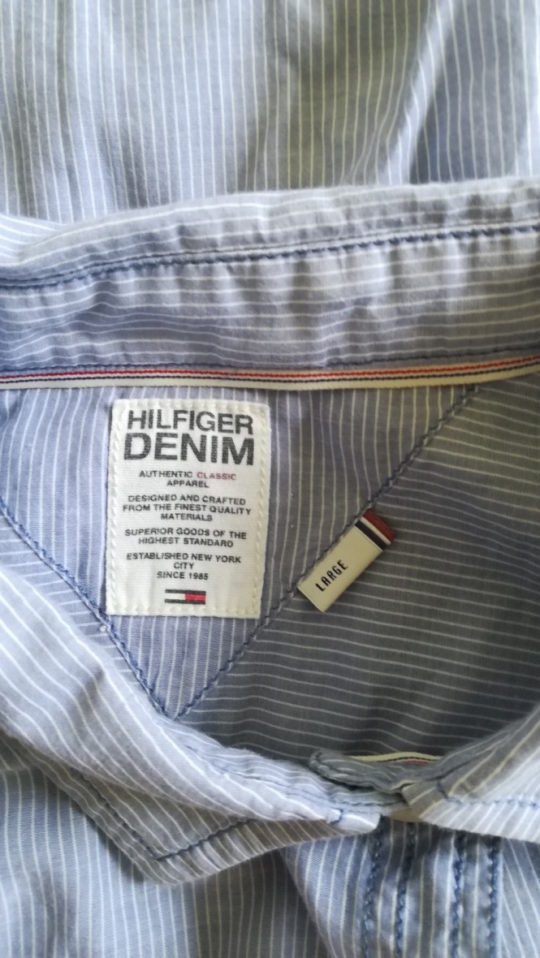 HILFIGER
DENIM
AUTHENTIC CLASSIC
APPAREL
DESIGNED AND CRAFTED
FROM THE FINEST QUALITY
MATERIALS
SUPERIOR GOODS OF THE
HIGHEST STANDARD
ESTABLISHED NEW YORK
CITY
SINCE 1985
LARGE